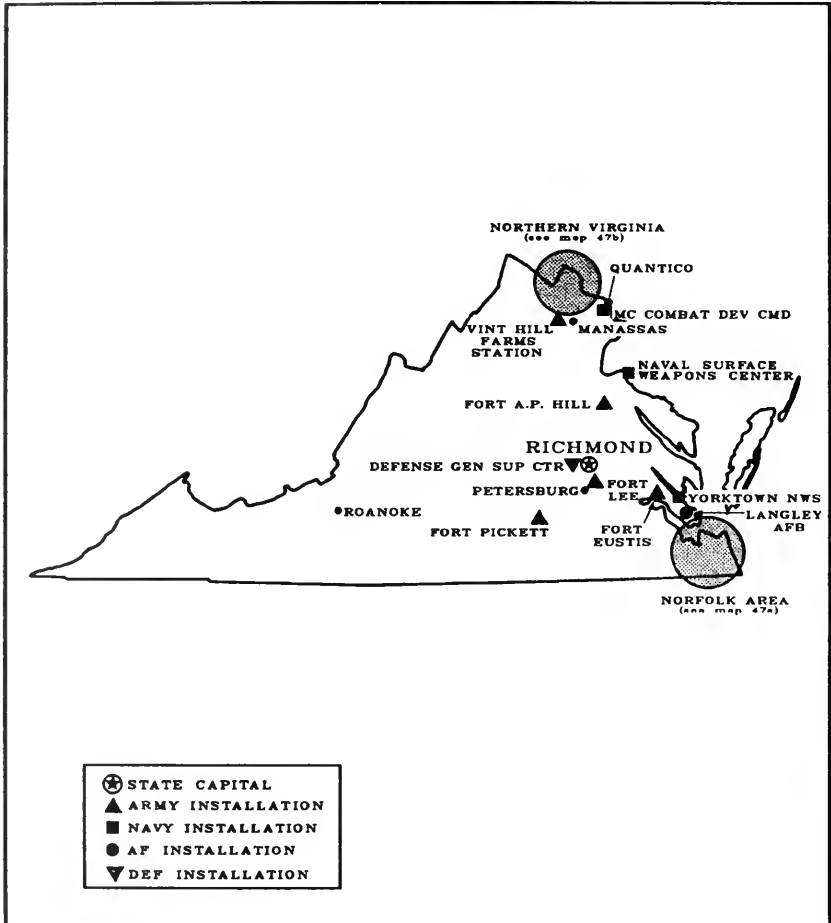 NORTHERN VIRGINIA
(see map 47b)
QUANTICO
MC COMBAT DEV CMD
VINT HILL
FARMS
STATION
MANASSAS
NAVAL SURFACE
WEAPONS CENTER
FORT A.P. HILL
RICHMOND
DEFENSE GEN SUP CTR
PETERSBURG
FORT
LEE
YORKTOWN NWS
LANGLEY
AFB
ROANOKE
FORT PICKETT
FORT
EUSTIS
NORFOLK AREA
(see map 47a)
STATE CAPITAL
ARMY INSTALLATION
NAVY INSTALLATION
AF INSTALLATION
DEF INSTALLATION